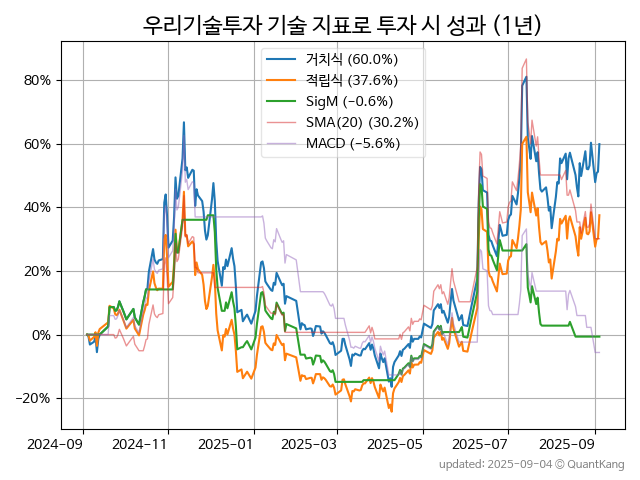 우리기술투자 기술 지표로 투자 시 성과 (1년)
거치식 (60.0%)
적립식 (37.6%)
SigM (−0.6%)
SMA(20) (30.2%)
MACD (−5.6%)
80%
60%
40%
20%
0%
−20%
2024-09
2024-11
2025-01
2025-03
2025-05
2025-07
2025-09
updated: 2025-09-04 © QuantKang